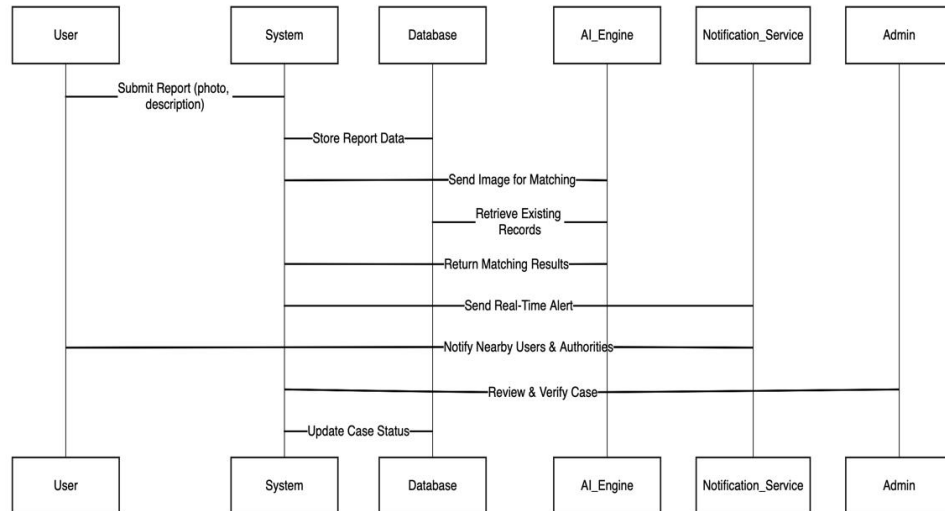 User
System
Database
AI_Engine
Notification_Service
Admin
Submit Report (photo,
description)
Store Report Data
Send Image for Matching
Retrieve Existing
Records
Return Matching Results
Send Real-Time Alert
Notify Nearby Users & Authorities
Review & Verify Case
Update Case Status
User
System
Database
AI_Engine
Notification_Service
Admin